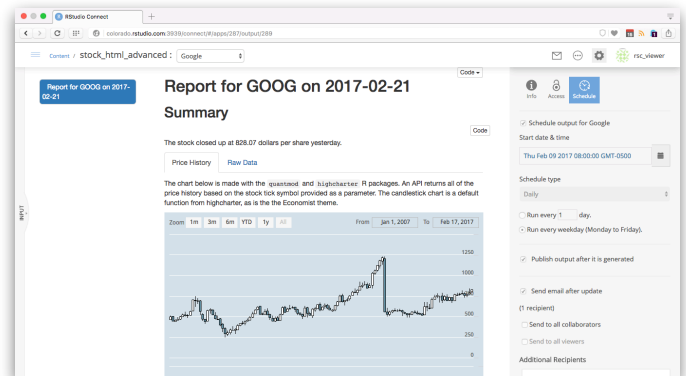 RStudio Connect
colorado.rstudio.com:3939/connect/#/apps/287/output/289
Content / stock_html_advanced : Google
rsc_viewer
Report for GOOG on 2017-02-21
Code
Report for GOOG on 2017-
02-21
Summary
Code
The stock closed up at 828.07 dollars per share yesterday.
Price History Raw Data
The chart below is made with the quantmod and highcharter R packages. An API returns all of the
price history based on the stock tick symbol provided as a parameter. The candlestick chart is a default
function from highcharter, as is the the Economist theme.
Zoom 1m 3m 6m YTD 1y All From Jan 1, 2007 To Feb 17, 2017
1250
1000
500
250
0
INPUT
Info Access Schedule
Schedule output for Google
Start date & time
Thu Feb 09 2017 08:00:00 GMT-0500
Schedule type
Daily
Run every 1 day.
Run every weekday (Monday to Friday).
Publish output after it is generated
Send email after update
(1 recipient)
Send to all collaborators
Send to all viewers
Additional Recipients